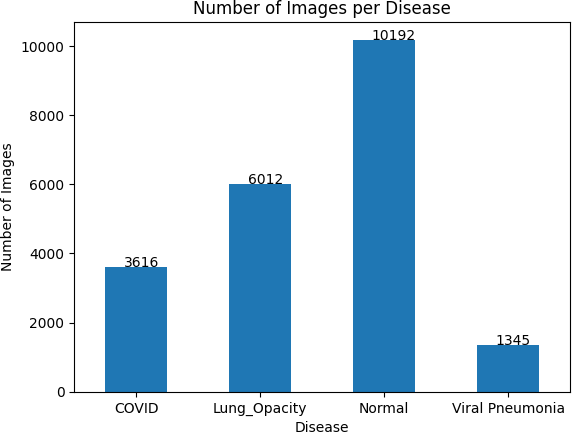 Number of Images per Disease
Number of Images
10000
8000
6000
4000
2000
0
3616
6012
10192
1345
COVID
Lung_Opacity
Normal
Viral Pneumonia
Disease